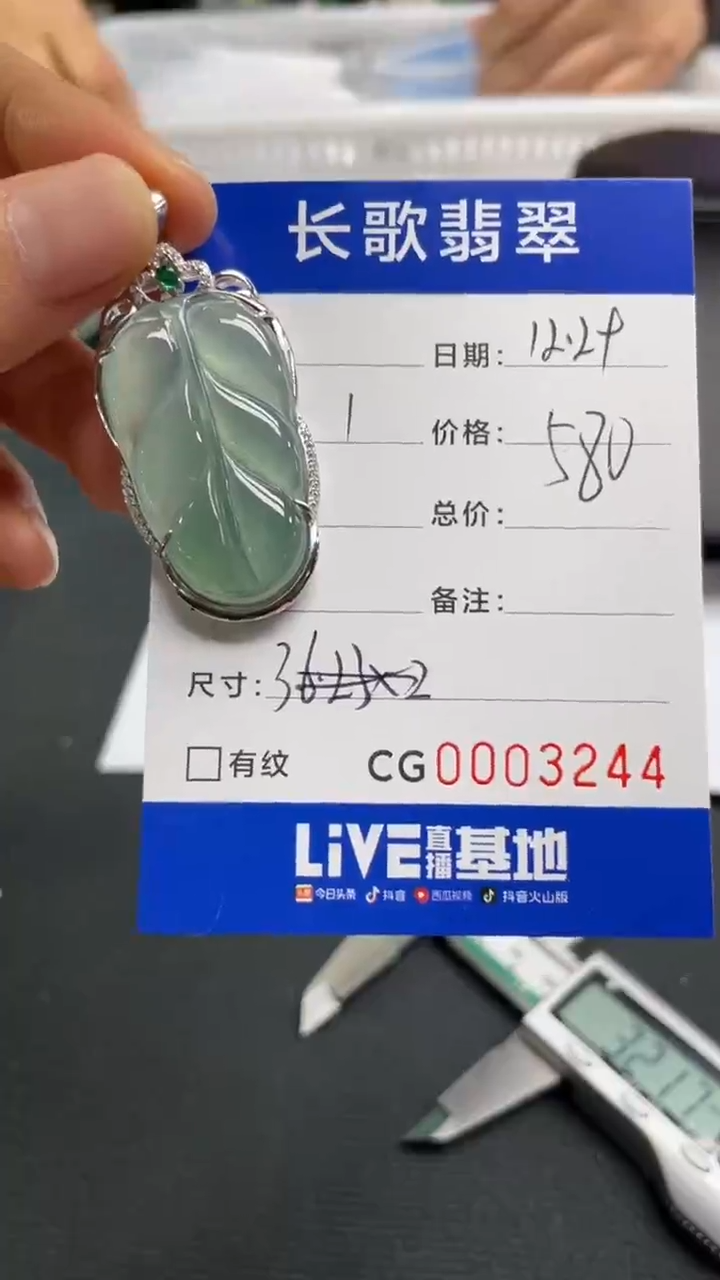 长歌翡翠
日期: 12.29
1 价格: 580
总价:
备注:
尺寸:
有纹 CG0003244
LiVE直播基地
今日头条 抖音 西瓜视频 抖音火山版